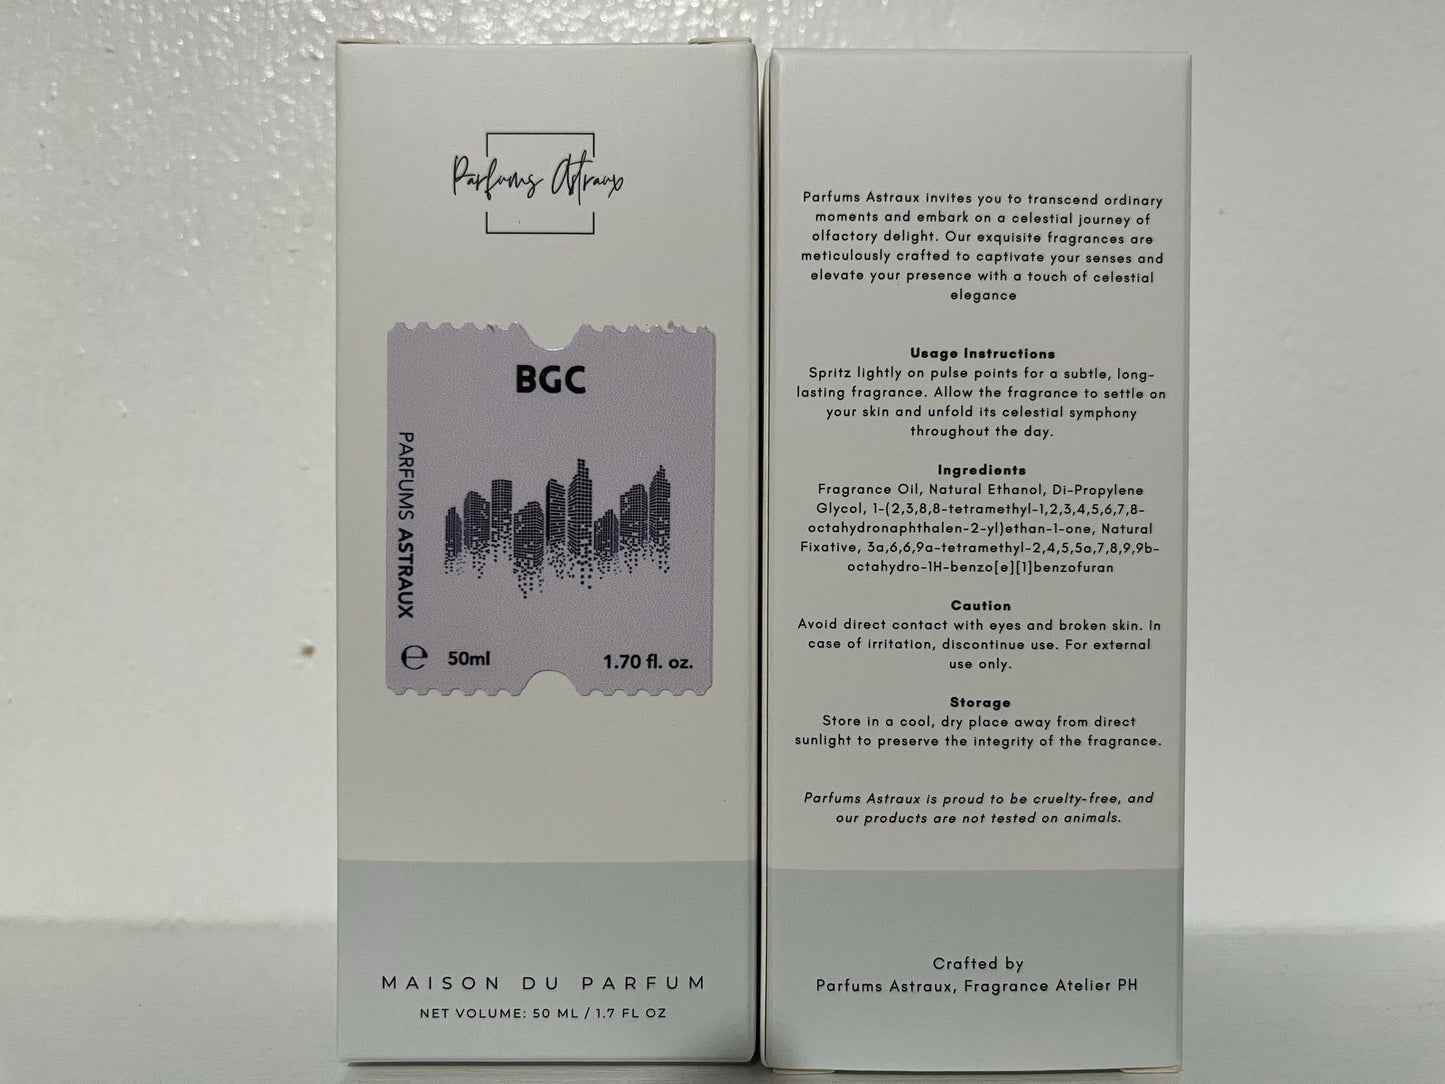 Parfums Astraux
BGC
PARFUMS ASTRAUX
℮ 50ml
1.70 fl. oz.
MAISON DU PARFUM
NET VOLUME: 50 ML / 1.7 FL OZ
Parfums Astraux invites you to transcend ordinary
moments and embark on a celestial journey of
olfactory delight. Our exquisite fragrances are
meticulously crafted to captivate your senses and
elevate your presence with a touch of celestial
elegance
Usage Instructions
Spritz lightly on pulse points for a subtle, long-
lasting fragrance. Allow the fragrance to settle on
your skin and unfold its celestial symphony
throughout the day.
Ingredients
Fragrance Oil, Natural Ethanol, Di-Propylene
Glycol, 1-(2,3,8,8-tetramethyl-1,2,3,4,5,6,7,8-
octahydronaphthalen-2-yl)ethan-1-one, Natural
Fixative, 3a,6,6,9a-tetramethyl-2,4,5,5a,7,8,9,9b-
octahydro-1H-benzo[e][1]benzofuran
Caution
Avoid direct contact with eyes and broken skin. In
case of irritation, discontinue use. For external
use only.
Storage
Store in a cool, dry place away from direct
sunlight to preserve the integrity of the fragrance.
Parfums Astraux is proud to be cruelty-free, and
our products are not tested on animals.
Crafted by
Parfums Astraux, Fragrance Atelier PH